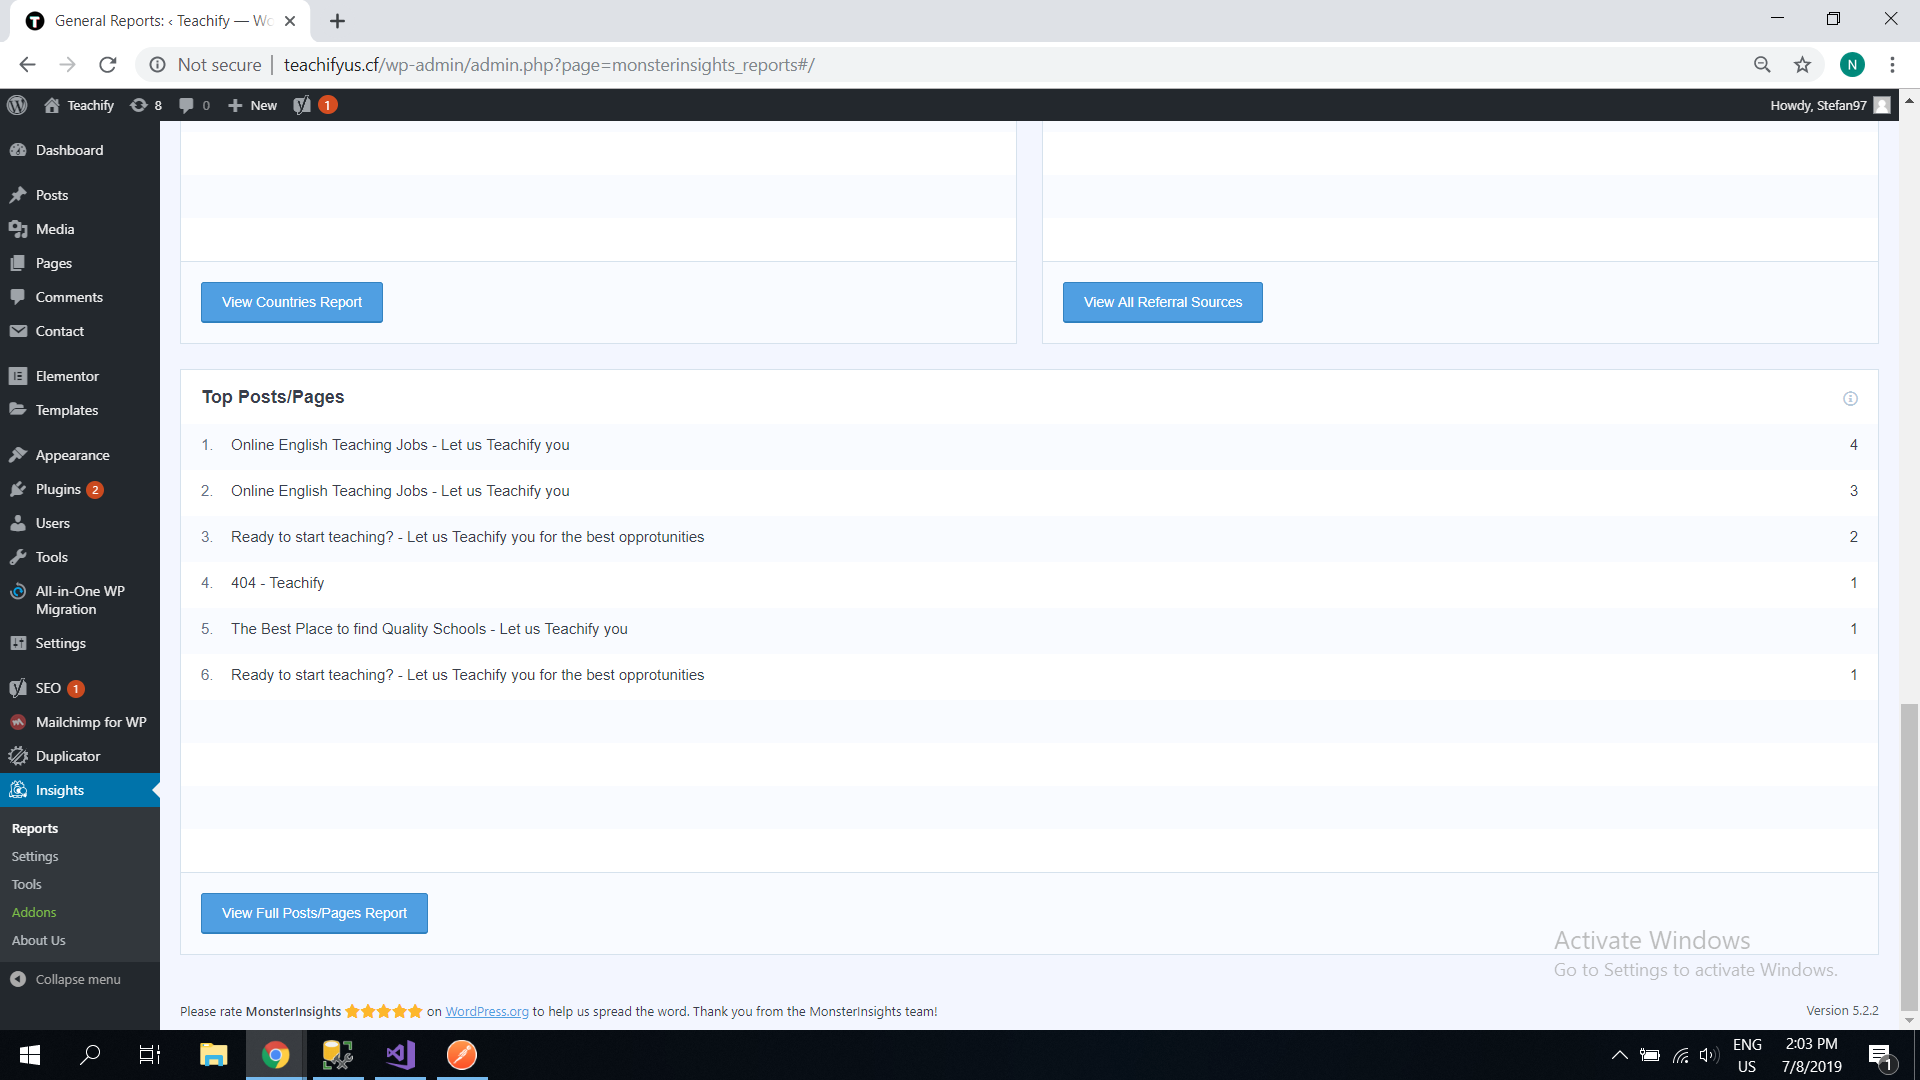 General Reports: ‹ Teachify — Wo
Not secure
teachifyus.cf/wp-admin/admin.php?page=monsterinsights_reports#/
N
Teachify
8
0
New
1
Howdy, Stefan97
Dashboard
Posts
Media
Pages
Comments
Contact
Elementor
Templates
Appearance
Plugins 2
Users
Tools
All-in-One WP
Migration
Settings
SEO 1
Mailchimp for WP
Duplicator
Insights
Reports
Settings
Tools
Addons
About Us
Collapse menu
View Countries Report
View All Referral Sources
Top Posts/Pages
1. Online English Teaching Jobs - Let us Teachify you 4
2. Online English Teaching Jobs - Let us Teachify you 3
3. Ready to start teaching? - Let us Teachify you for the best opprotunities 2
4. 404 - Teachify 1
5. The Best Place to find Quality Schools - Let us Teachify you 1
6. Ready to start teaching? - Let us Teachify you for the best opprotunities 1
View Full Posts/Pages Report
Activate Windows
Go to Settings to activate Windows.
Please rate MonsterInsights on WordPress.org to help us spread the word. Thank you from the MonsterInsights team!
Version 5.2.2
ENG
US
2:03 PM
7/8/2019
1